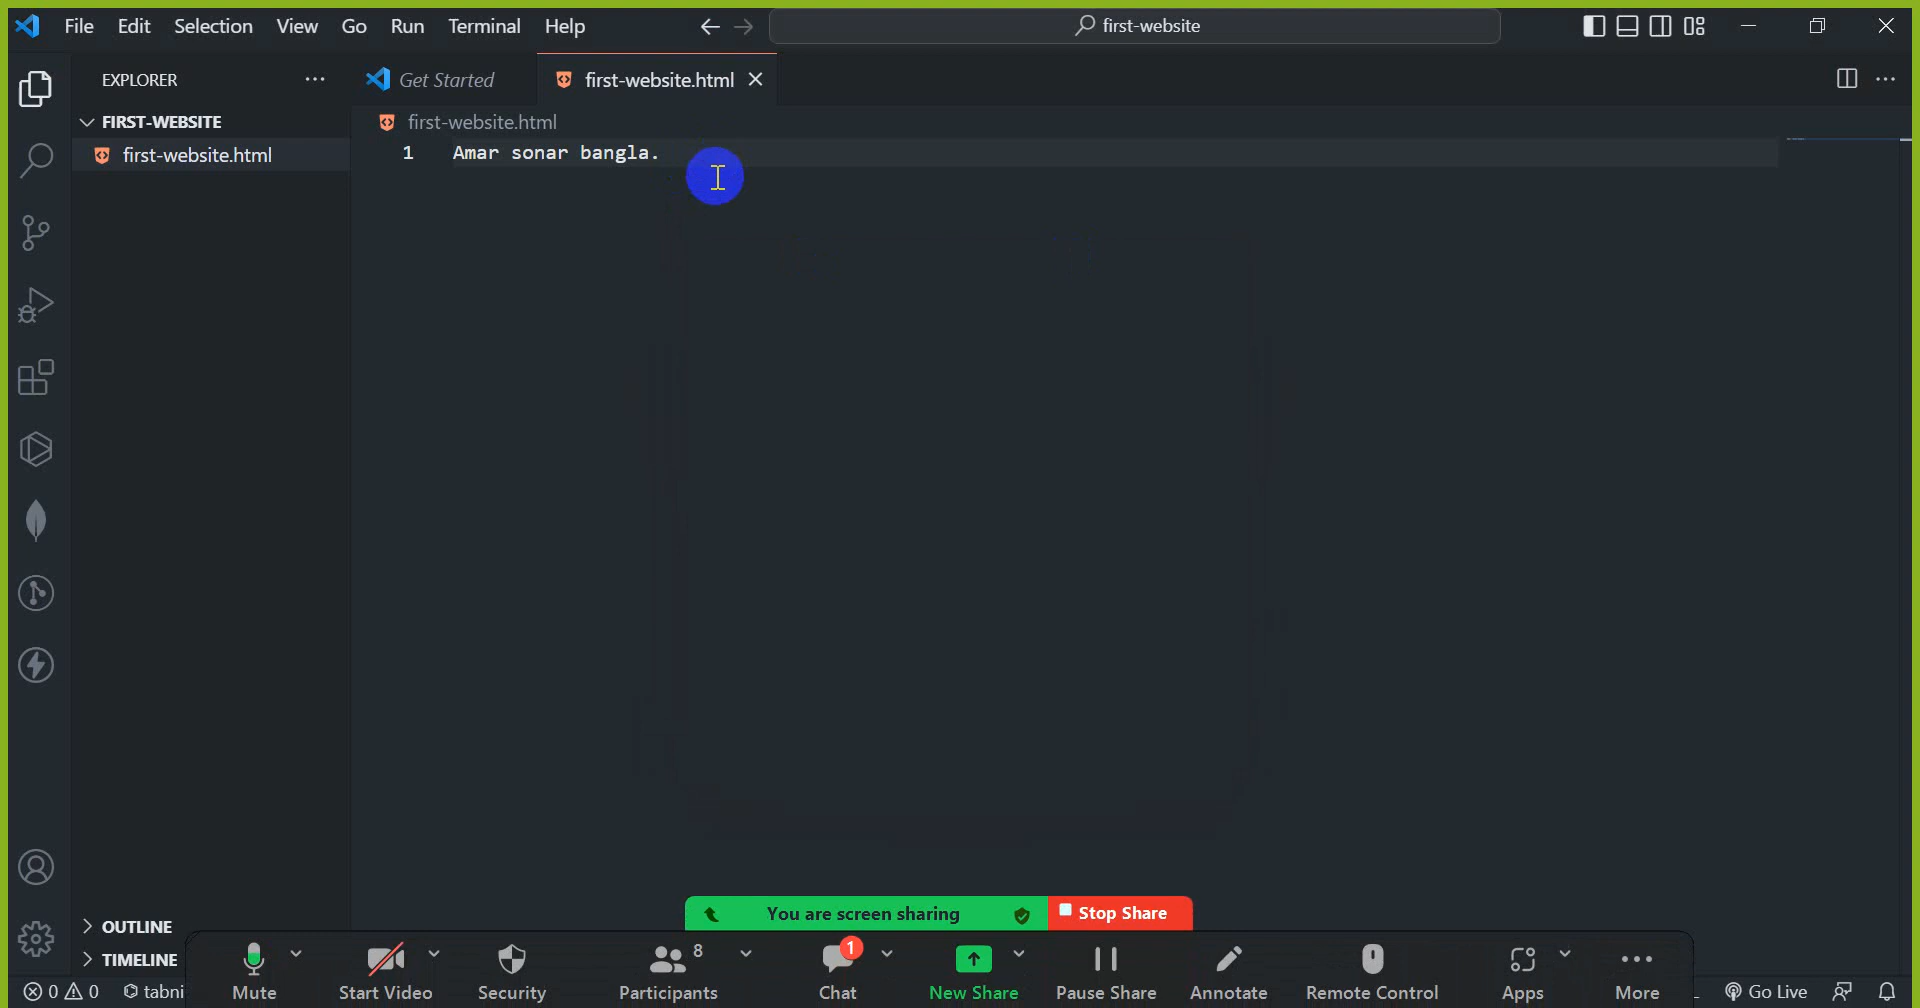 File Edit Selection View Go Run Terminal Help first-website
EXPLORER Get Started first-website.html
FIRST-WEBSITE first-website.html
first-website.html 1 Amar sonar bangla.
You are screen sharing Stop Share
OUTLINE
TIMELINE
8 1
0 0 tabni Mute Start Video Security Participants Chat New Share Pause Share Annotate Remote Control Apps More Go Live